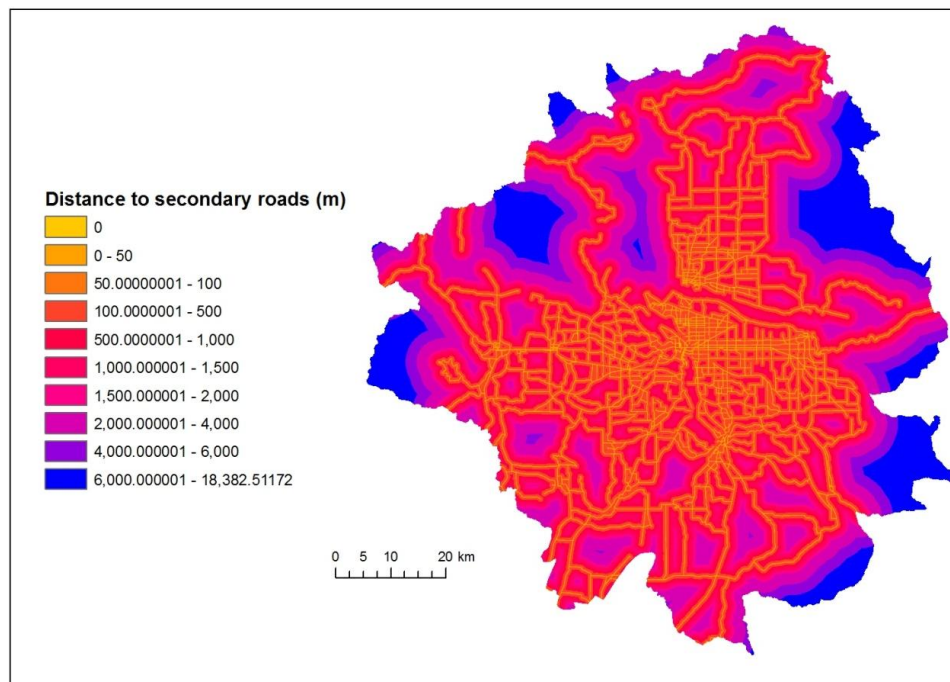 Distance to secondary roads (m)
0
0 - 50
50.00000001 - 100
100.0000001 - 500
500.0000001 - 1,000
1,000.000001 - 1,500
1,500.000001 - 2,000
2,000.000001 - 4,000
4,000.000001 - 6,000
6,000.000001 - 18,382.51172
0 5 10 20 km